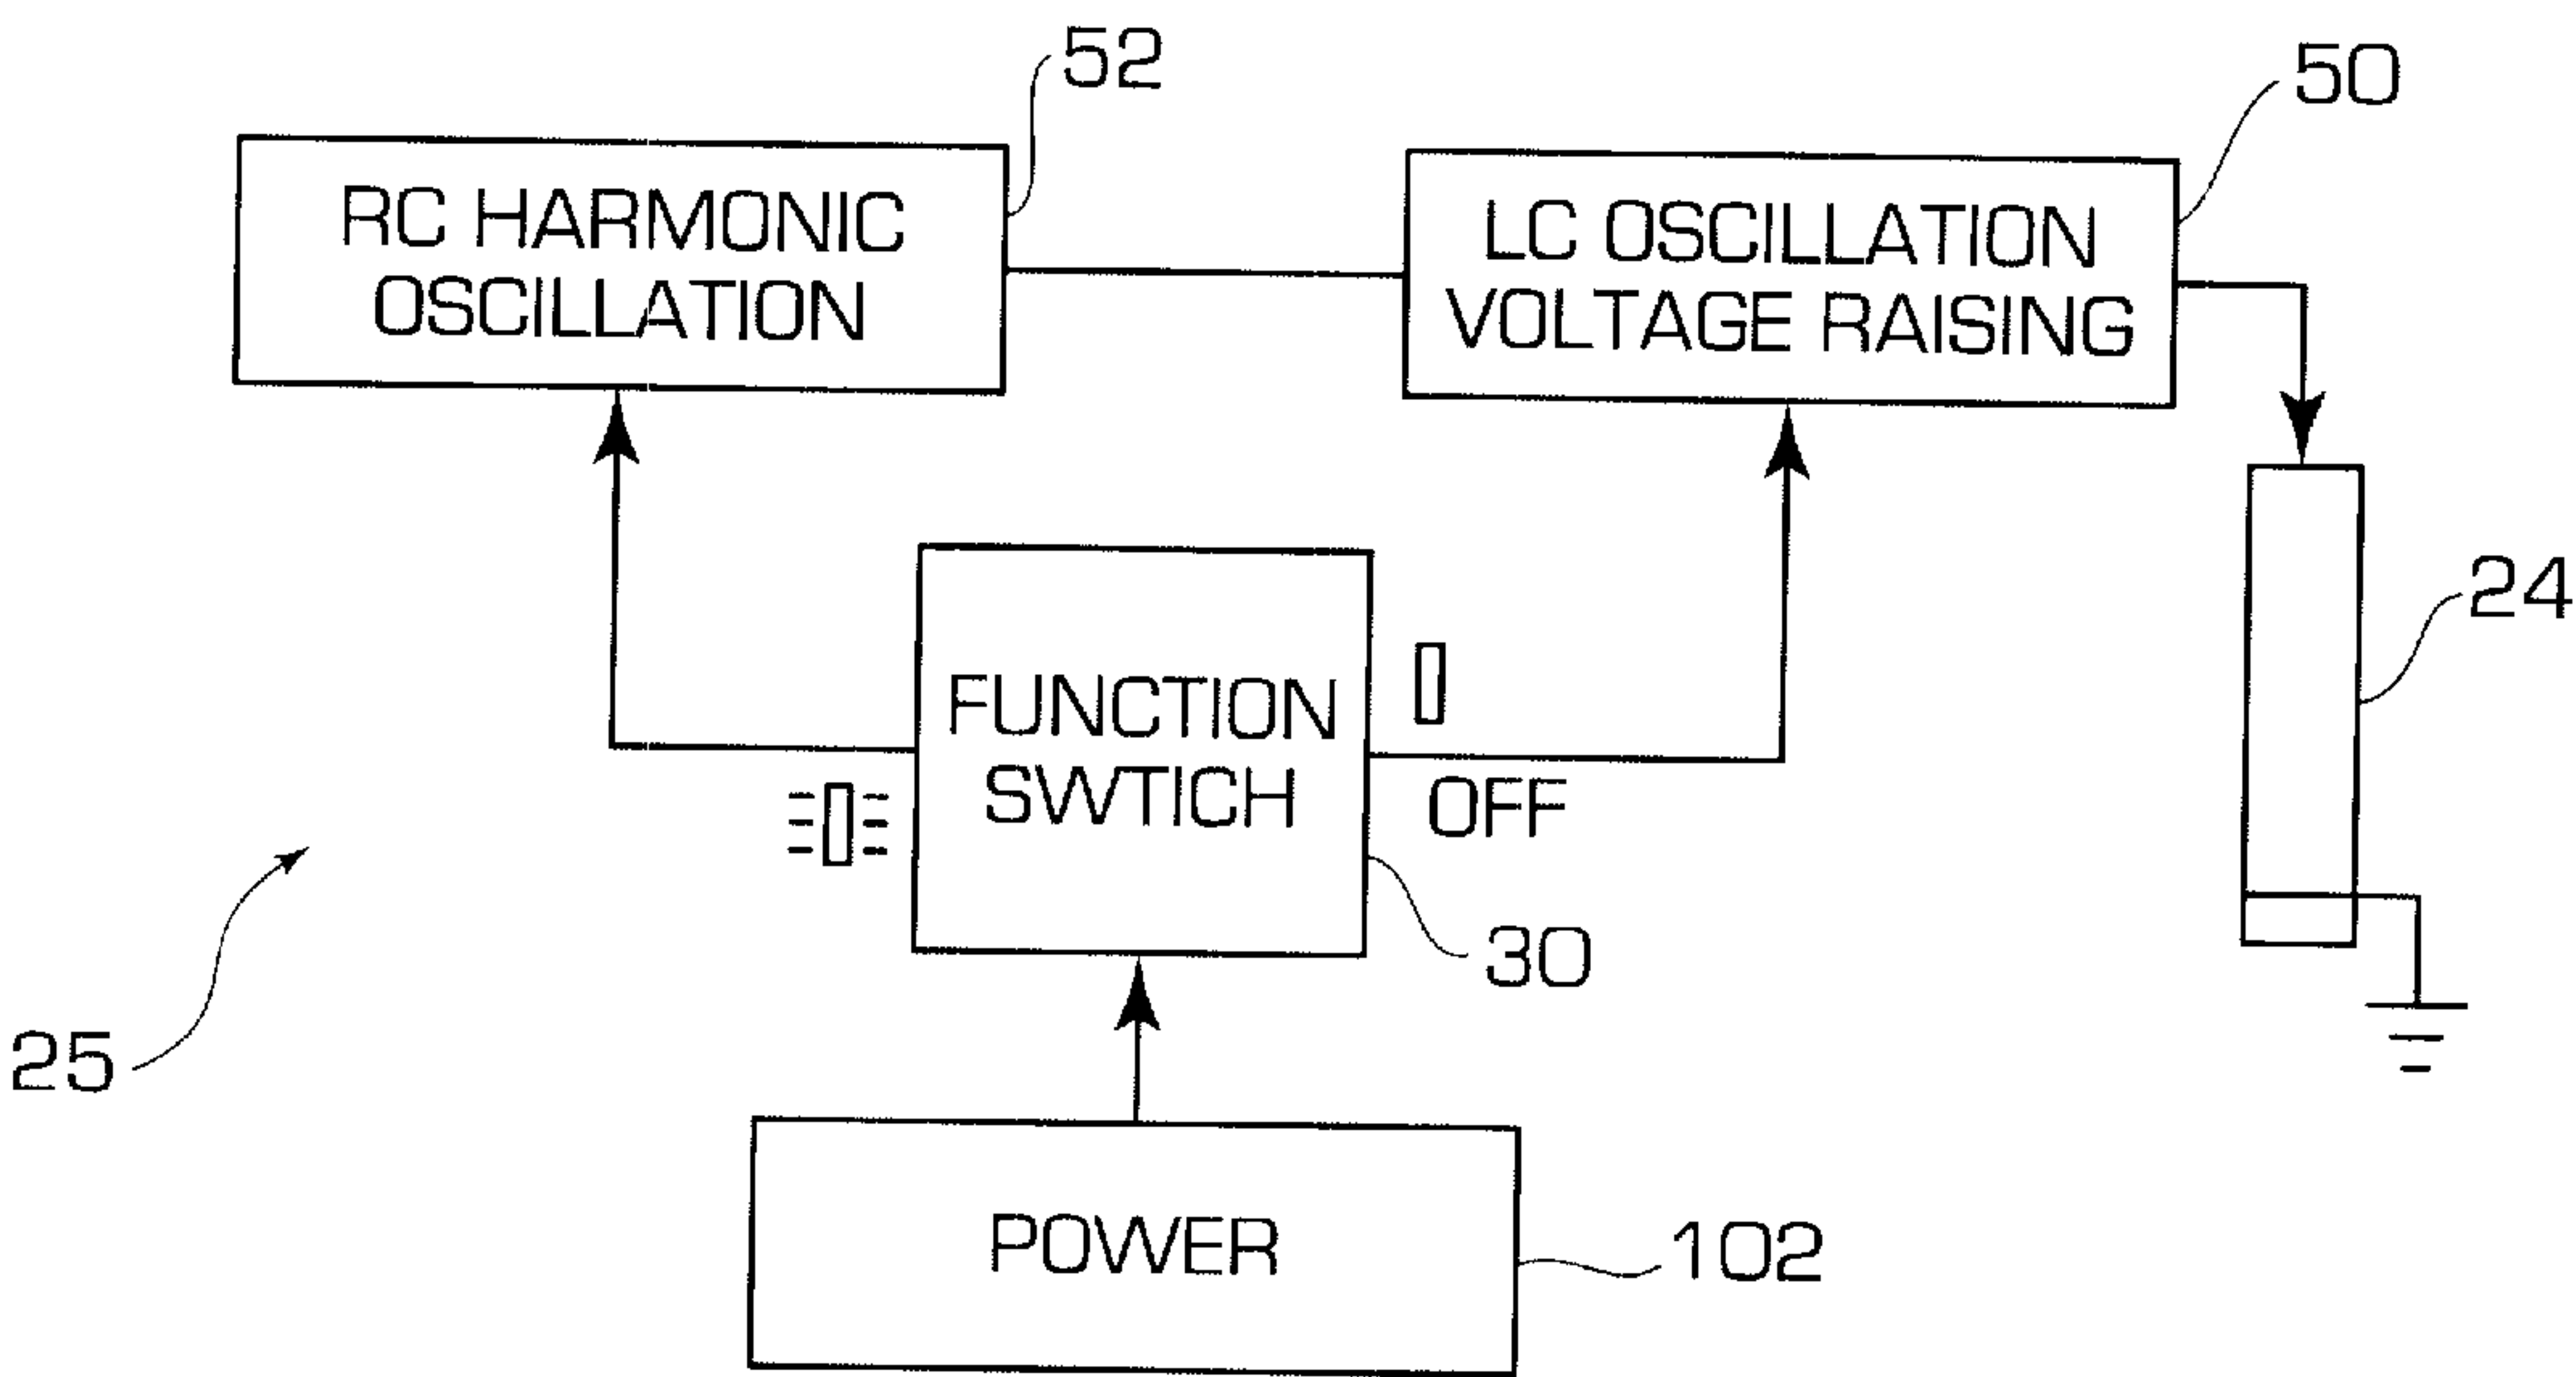 52
50
RC HARMONIC
OSCILLATION
LC OSCILLATION
VOLTAGE RAISING
24
FUNCTION
SWTICH
OFF
30
25
POWER
102